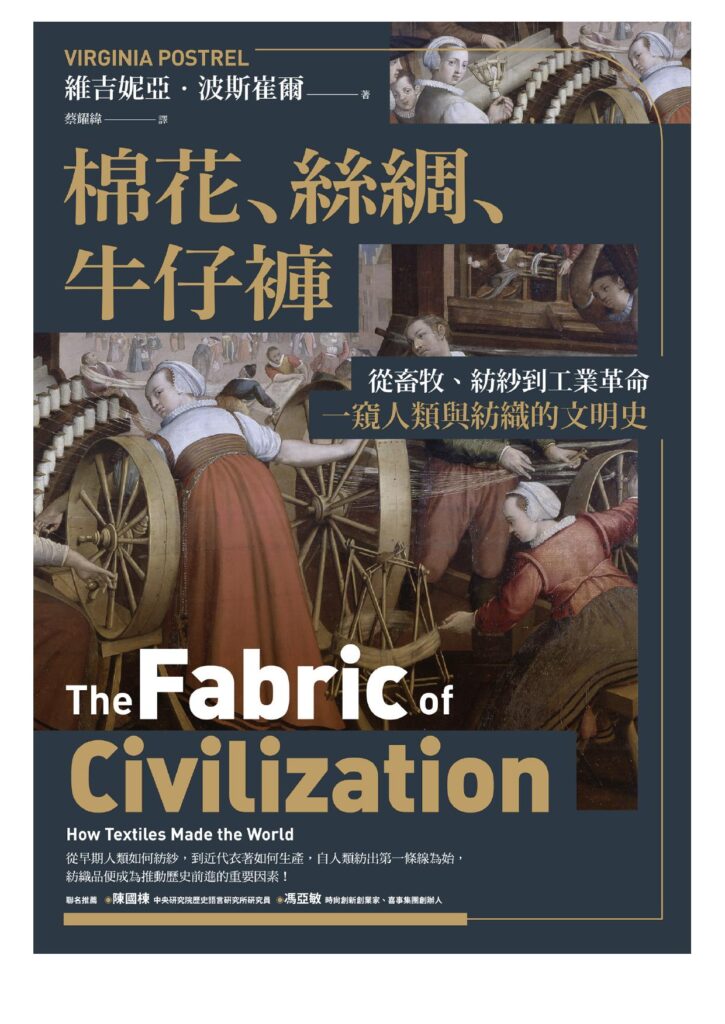 VIRGINIA POSTREL
維吉妮亞．波斯崔爾 著
蔡耀緯 譯
棉花、絲綢、
牛仔褲
從畜牧、紡紗到工業革命
一窺人類與紡織的文明史
The Fabric of
Civilization
How Textiles Made the World
從早期人類如何紡紗，到近代衣著如何生產，自人類紡出第一條線為始，
紡織品便成為推動歷史前進的重要因素！
聯名推薦 ◉陳國棟 中央研究院歷史語言研究所研究員 ◉馮亞敏 時尚創新創業家、喜事集團創辦人